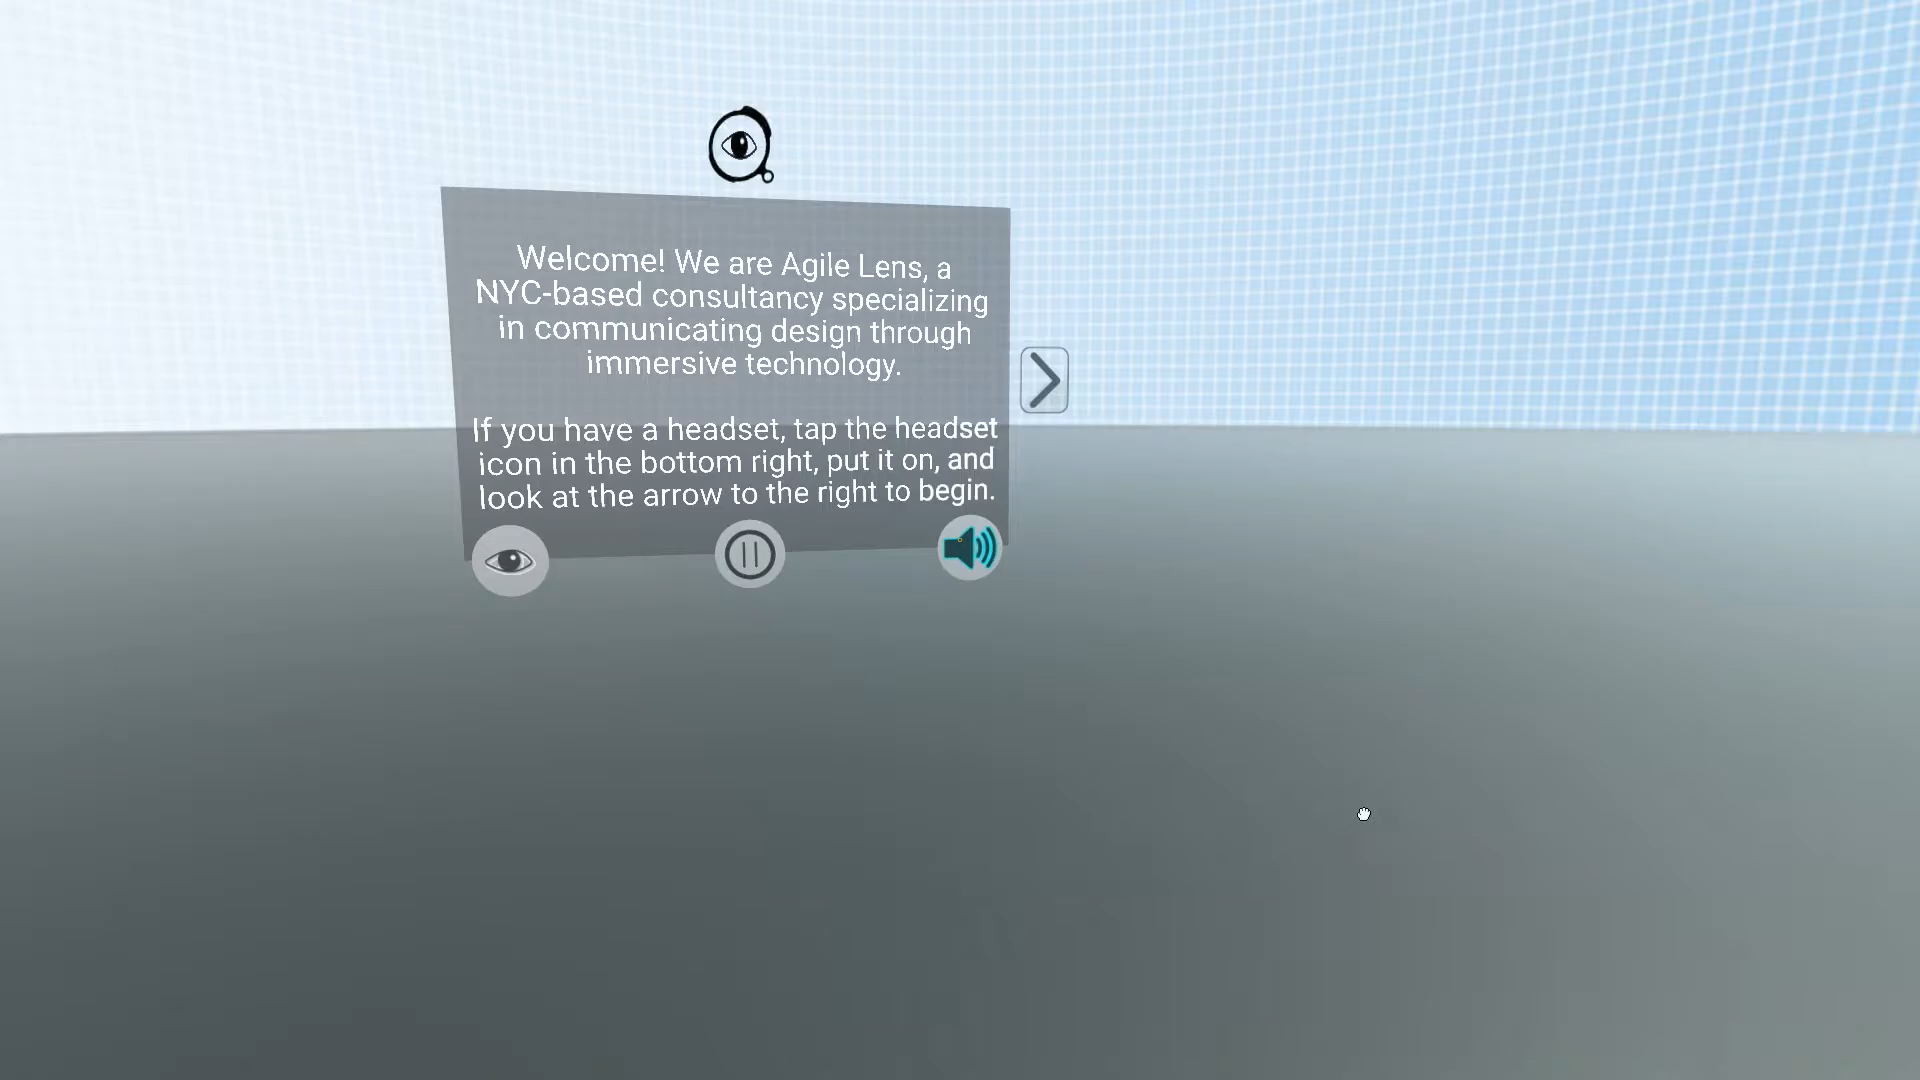 Welcome! We are Agile Lens, a
NYC-based consultancy specializing
in communicating design through
immersive technology.
If you have a headset, tap the headset
icon in the bottom right, put it on, and
look at the arrow to the right to begin.